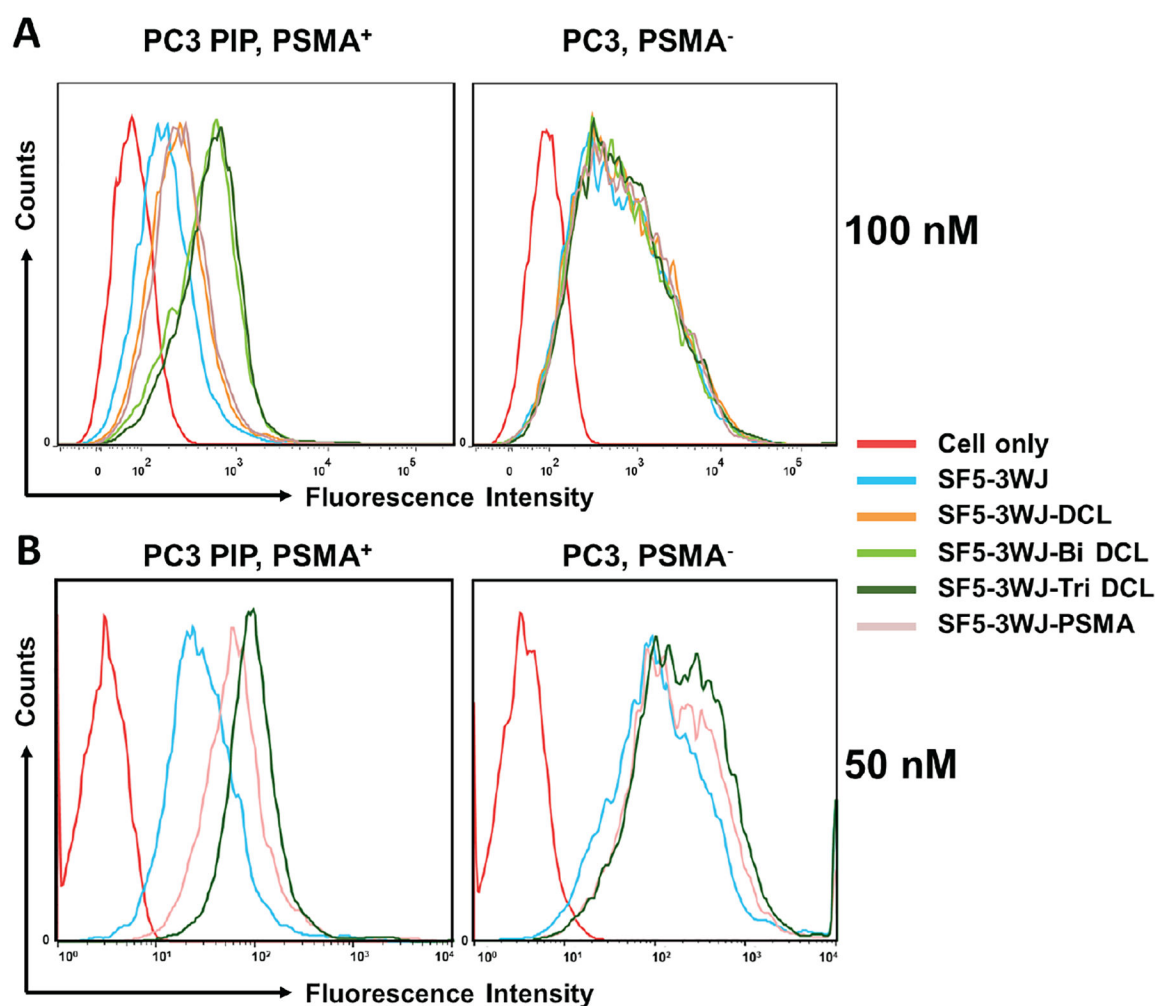 A
PC3 PIP, PSMA⁺
PC3, PSMA⁻
Counts
0
0 10² 10³ 10⁴ 10⁵
0
0 10² 10³ 10⁴ 10⁵
Fluorescence Intensity
100 nM
Cell only
SF5-3WJ
SF5-3WJ-DCL
SF5-3WJ-Bi DCL
SF5-3WJ-Tri DCL
SF5-3WJ-PSMA
B
PC3 PIP, PSMA⁺
PC3, PSMA⁻
Counts
0
10⁰ 10¹ 10² 10³ 10⁴
0
10⁰ 10¹ 10² 10³ 10⁴
Fluorescence Intensity
50 nM